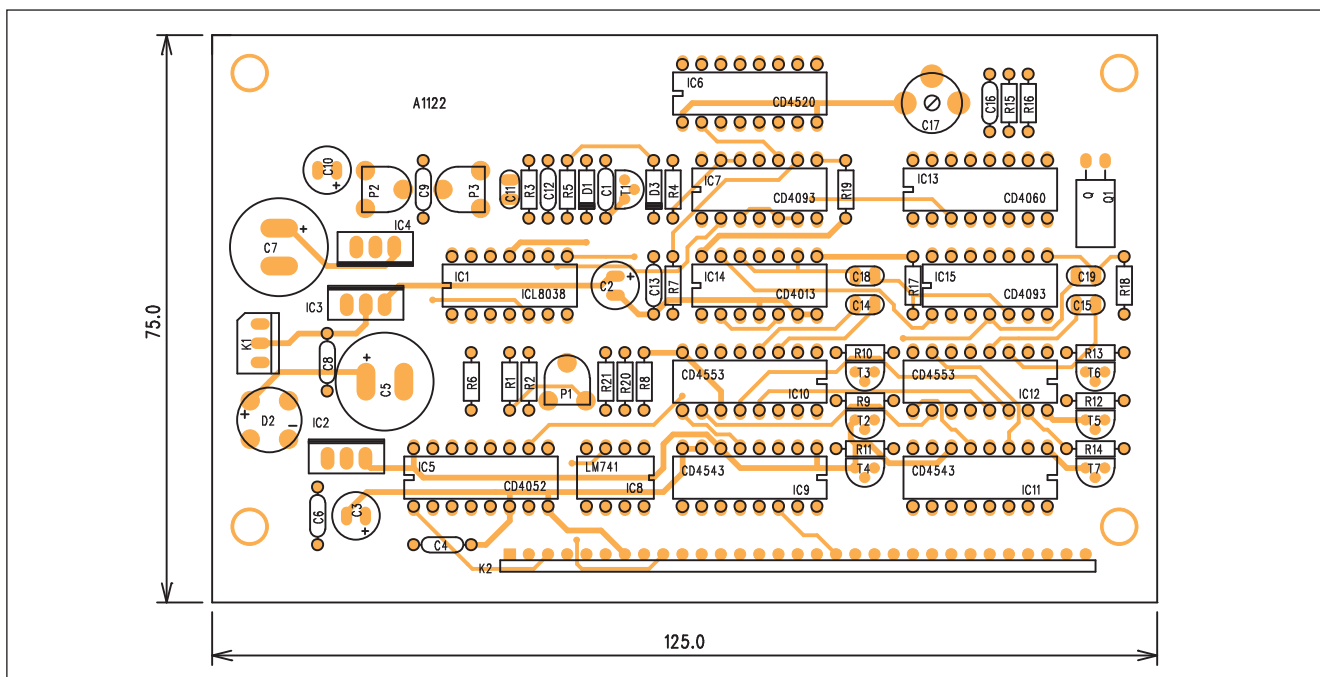 IC6
CD4520
A1122
C17
C16
R15
R16
C10
+
P2
C9
P3
C11
R3
C12
R5
D1
C1
T1
D3
R4
IC7
CD4093
R19
IC13
CD4060
Q
Q1
C7
+
IC4
IC1
ICL8038
C2
+
C13
R7
IC14
CD4013
C18
C14
R17
IC15
CD4093
C19
C15
R18
IC3
K1
C8
+
C5
R6
R1
R2
P1
R21
R20
R8
CD4553
IC10
R10
T3
R9
T2
CD4553
IC12
R13
T6
R12
T5
+
D2
−
IC2
IC5
CD4052
LM741
IC8
CD4543
IC9
R11
T4
CD4543
IC11
R14
T7
C6
C3
+
C4
K2
75.0
125.0